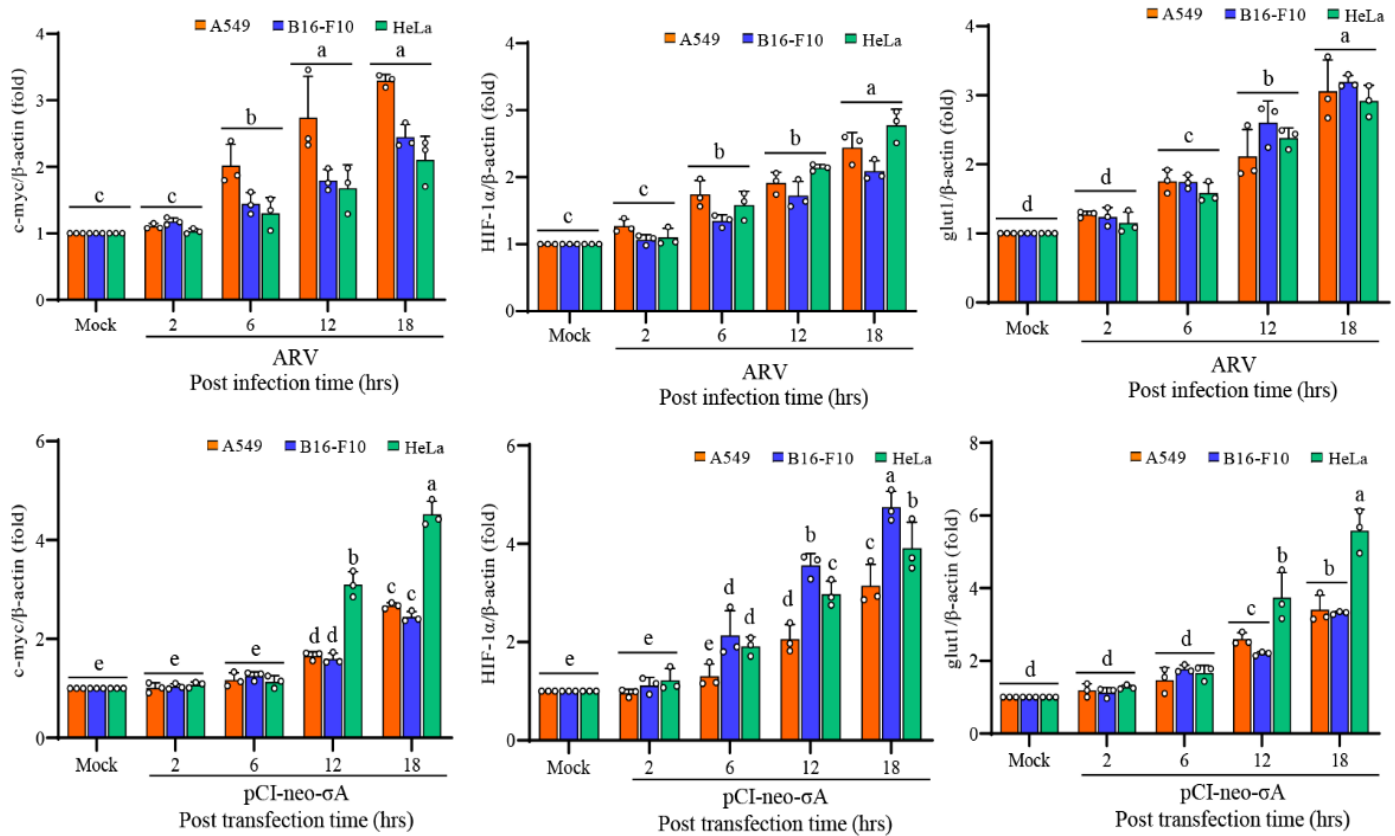 A549 B16-F10 HeLa
c-myc/β-actin (fold)
4
3
2
1
0
c c b a a
Mock 2 6 12 18
ARV
Post infection time (hrs)
A549 B16-F10 HeLa
HIF-1α/β-actin (fold)
4
3
2
1
0
c c b b a
Mock 2 6 12 18
ARV
Post infection time (hrs)
A549 B16-F10 HeLa
glut1/β-actin (fold)
4
3
2
1
0
d d c b a
Mock 2 6 12 18
ARV
Post infection time (hrs)
A549 B16-F10 HeLa
c-myc/β-actin (fold)
6
4
2
0
e e e d d b c c a
Mock 2 6 12 18
pCI-neo-σA
Post transfection time (hrs)
A549 B16-F10 HeLa
HIF-1α/β-actin (fold)
6
4
2
0
e e e d d d b c c a b
Mock 2 6 12 18
pCI-neo-σA
Post transfection time (hrs)
A549 B16-F10 HeLa
glut1/β-actin (fold)
8
6
4
2
0
d d d c b b a
Mock 2 6 12 18
pCI-neo-σA
Post transfection time (hrs)